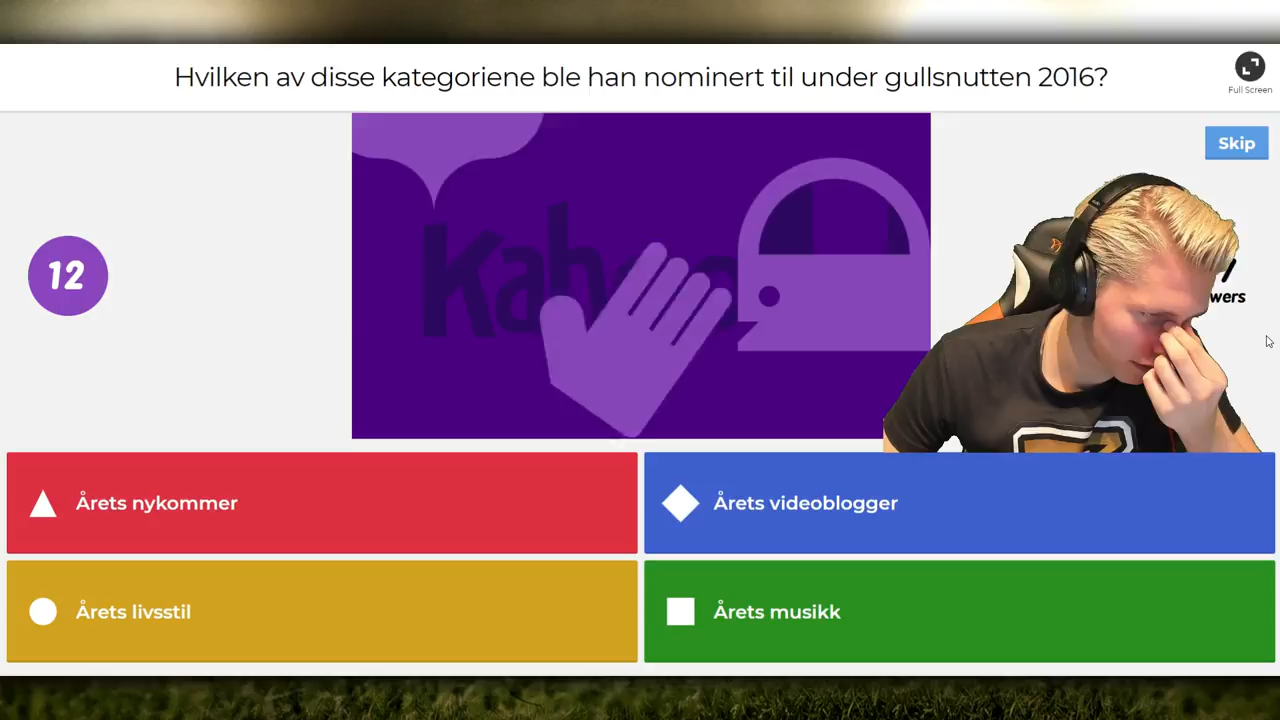 Hvilken av disse kategoriene ble han nominert til under gullsnutten 2016?
Full Screen
Skip
12
wers
Årets nykommer
Årets videoblogger
Årets livsstil
Årets musikk